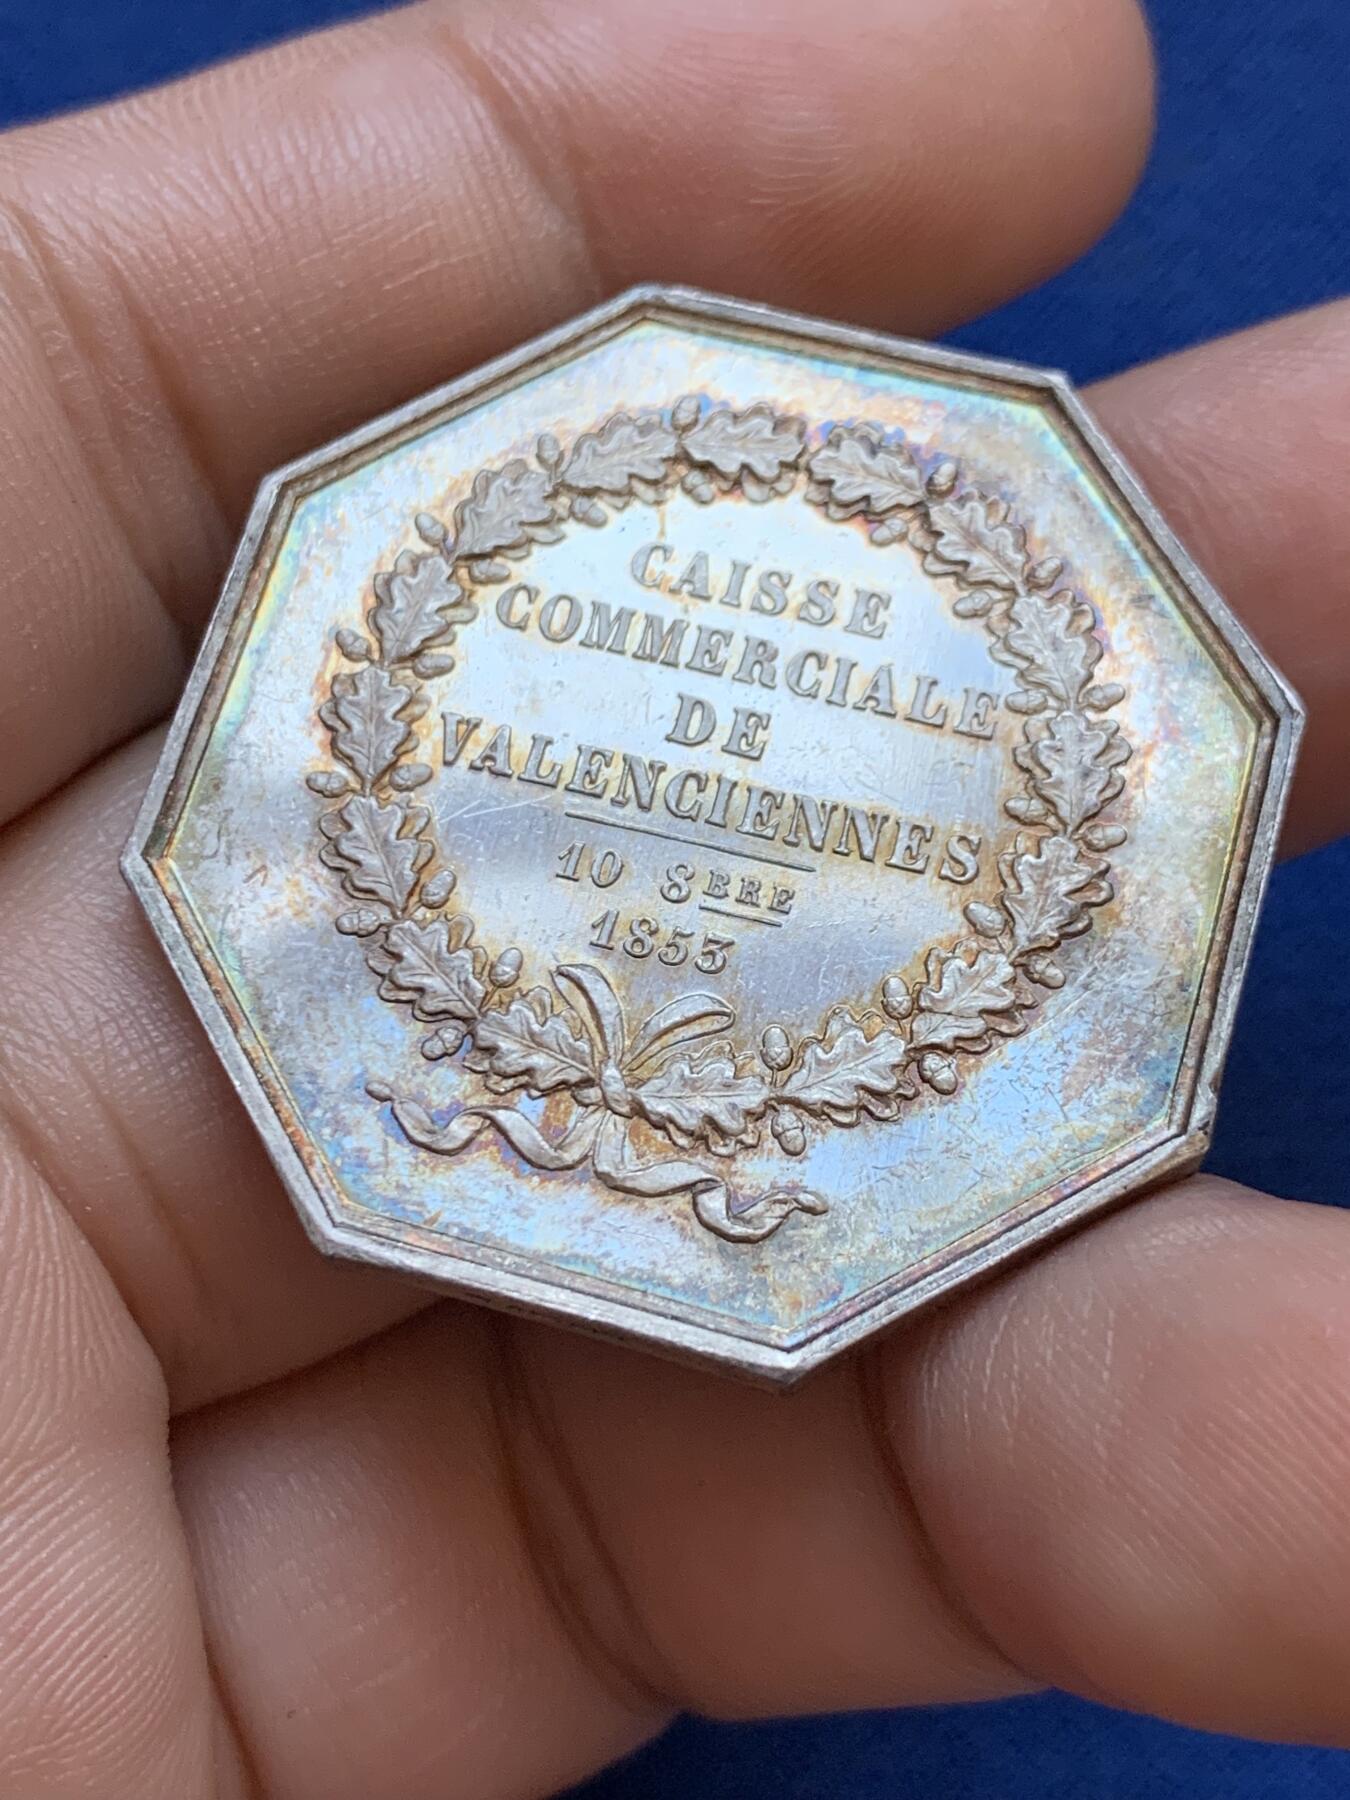 CAISSE
COMMERCIALE
DE
VALENCIENNES
10 8BRE
1853